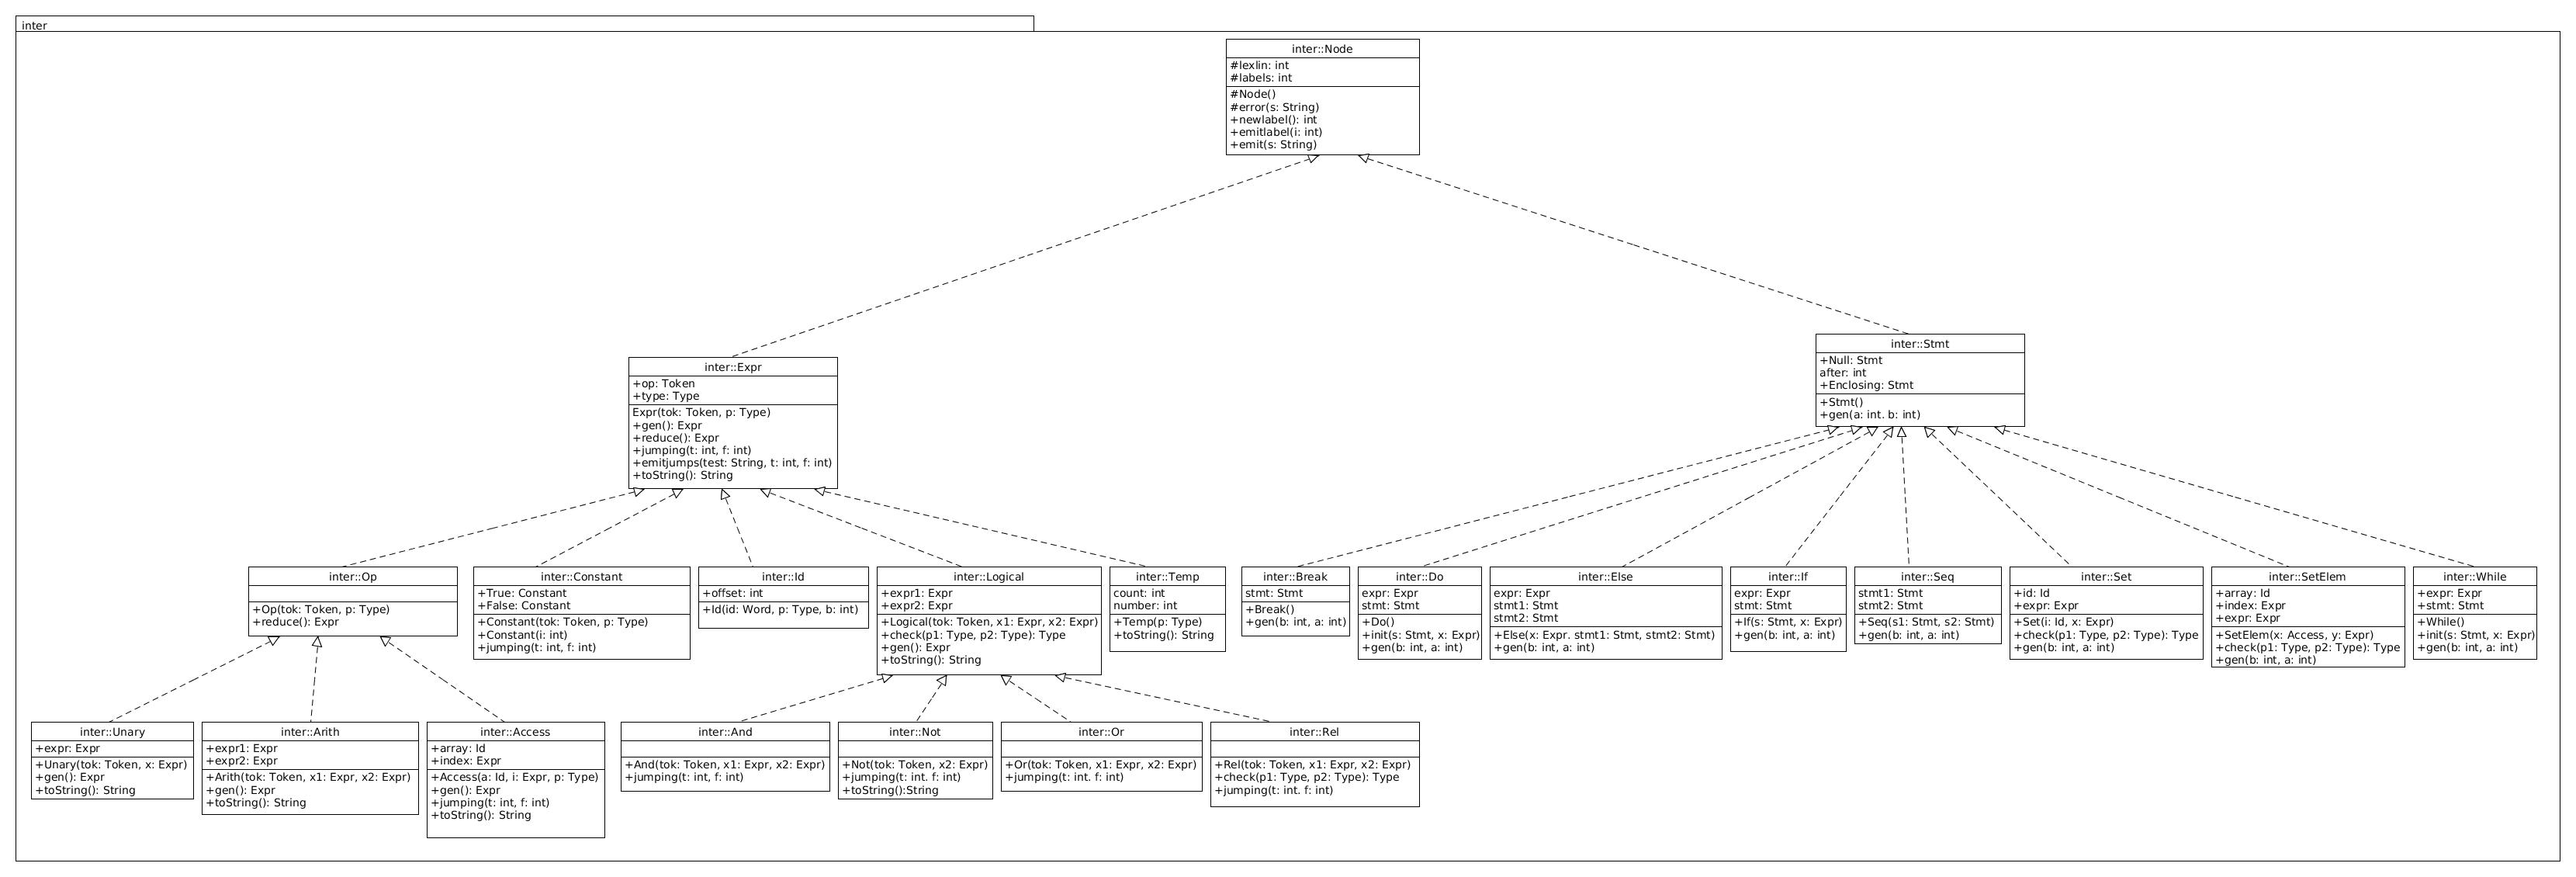 inter
inter::Node
#lexlin: int
#labels: int
#Node()
#error(s: String)
+newlabel(): int
+emitlabel(i: int)
+emit(s: String)
inter::Expr
+op: Token
+type: Type
Expr(tok: Token, p: Type)
+gen(): Expr
+reduce(): Expr
+jumping(t: int, f: int)
+emitjumps(test: String, t: int, f: int)
+toString(): String
inter::Stmt
+Null: Stmt
after: int
+Enclosing: Stmt
+Stmt()
+gen(a: int. b: int)
inter::Op
+Op(tok: Token, p: Type)
+reduce(): Expr
inter::Constant
+True: Constant
+False: Constant
+Constant(tok: Token, p: Type)
+Constant(i: int)
+jumping(t: int, f: int)
inter::Id
+offset: int
+Id(id: Word, p: Type, b: int)
inter::Logical
+expr1: Expr
+expr2: Expr
+Logical(tok: Token, x1: Expr, x2: Expr)
+check(p1: Type, p2: Type): Type
+gen(): Expr
+toString(): String
inter::Temp
count: int
number: int
+Temp(p: Type)
+toString(): String
inter::Break
stmt: Stmt
+Break()
+gen(b: int, a: int)
inter::Do
expr: Expr
stmt: Stmt
+Do()
+init(s: Stmt, x: Expr)
+gen(b: int, a: int)
inter::Else
expr: Expr
stmt1: Stmt
stmt2: Stmt
+Else(x: Expr. stmt1: Stmt, stmt2: Stmt)
+gen(b: int, a: int)
inter::If
expr: Expr
stmt: Stmt
+If(s: Stmt, x: Expr)
+gen(b: int, a: int)
inter::Seq
stmt1: Stmt
stmt2: Stmt
+Seq(s1: Stmt, s2: Stmt)
+gen(b: int, a: int)
inter::Set
+id: Id
+expr: Expr
+Set(i: Id, x: Expr)
+check(p1: Type, p2: Type): Type
+gen(b: int, a: int)
inter::SetElem
+array: Id
+index: Expr
+expr: Expr
+SetElem(x: Access, y: Expr)
+check(p1: Type, p2: Type): Type
+gen(b: int, a: int)
inter::While
+expr: Expr
+stmt: Stmt
+While()
+init(s: Stmt, x: Expr)
+gen(b: int, a: int)
inter::Unary
+expr: Expr
+Unary(tok: Token, x: Expr)
+gen(): Expr
+toString(): String
inter::Arith
+expr1: Expr
+expr2: Expr
+Arith(tok: Token, x1: Expr, x2: Expr)
+gen(): Expr
+toString(): String
inter::Access
+array: Id
+index: Expr
+Access(a: Id, i: Expr, p: Type)
+gen(): Expr
+jumping(t: int, f: int)
+toString(): String
inter::And
+And(tok: Token, x1: Expr, x2: Expr)
+jumping(t: int, f: int)
inter::Not
+Not(tok: Token, x2: Expr)
+jumping(t: int. f: int)
+toString():String
inter::Or
+Or(tok: Token, x1: Expr, x2: Expr)
+jumping(t: int. f: int)
inter::Rel
+Rel(tok: Token, x1: Expr, x2: Expr)
+check(p1: Type, p2: Type): Type
+jumping(t: int. f: int)